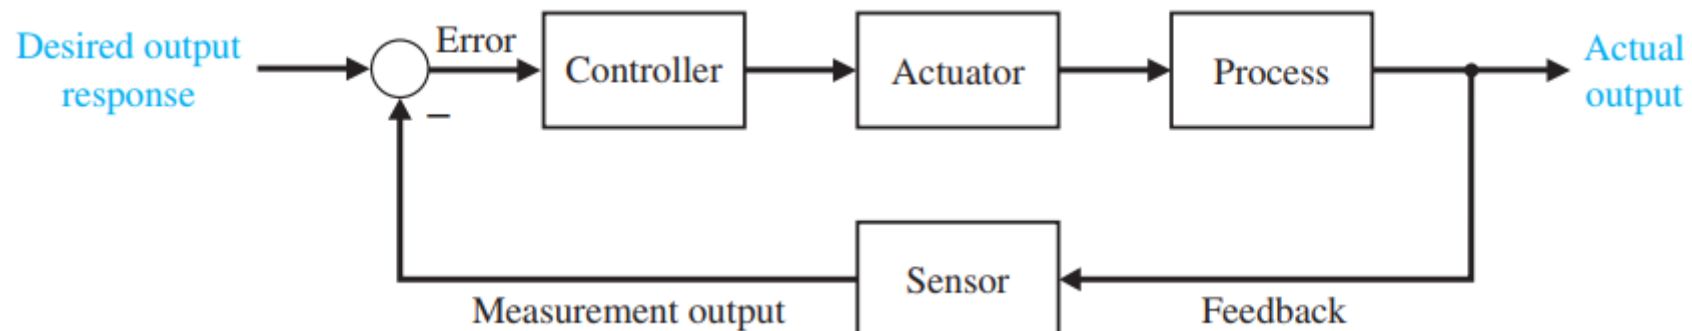 Desired output
response
Error
−
Controller
Actuator
Process
Actual
output
Sensor
Measurement output
Feedback